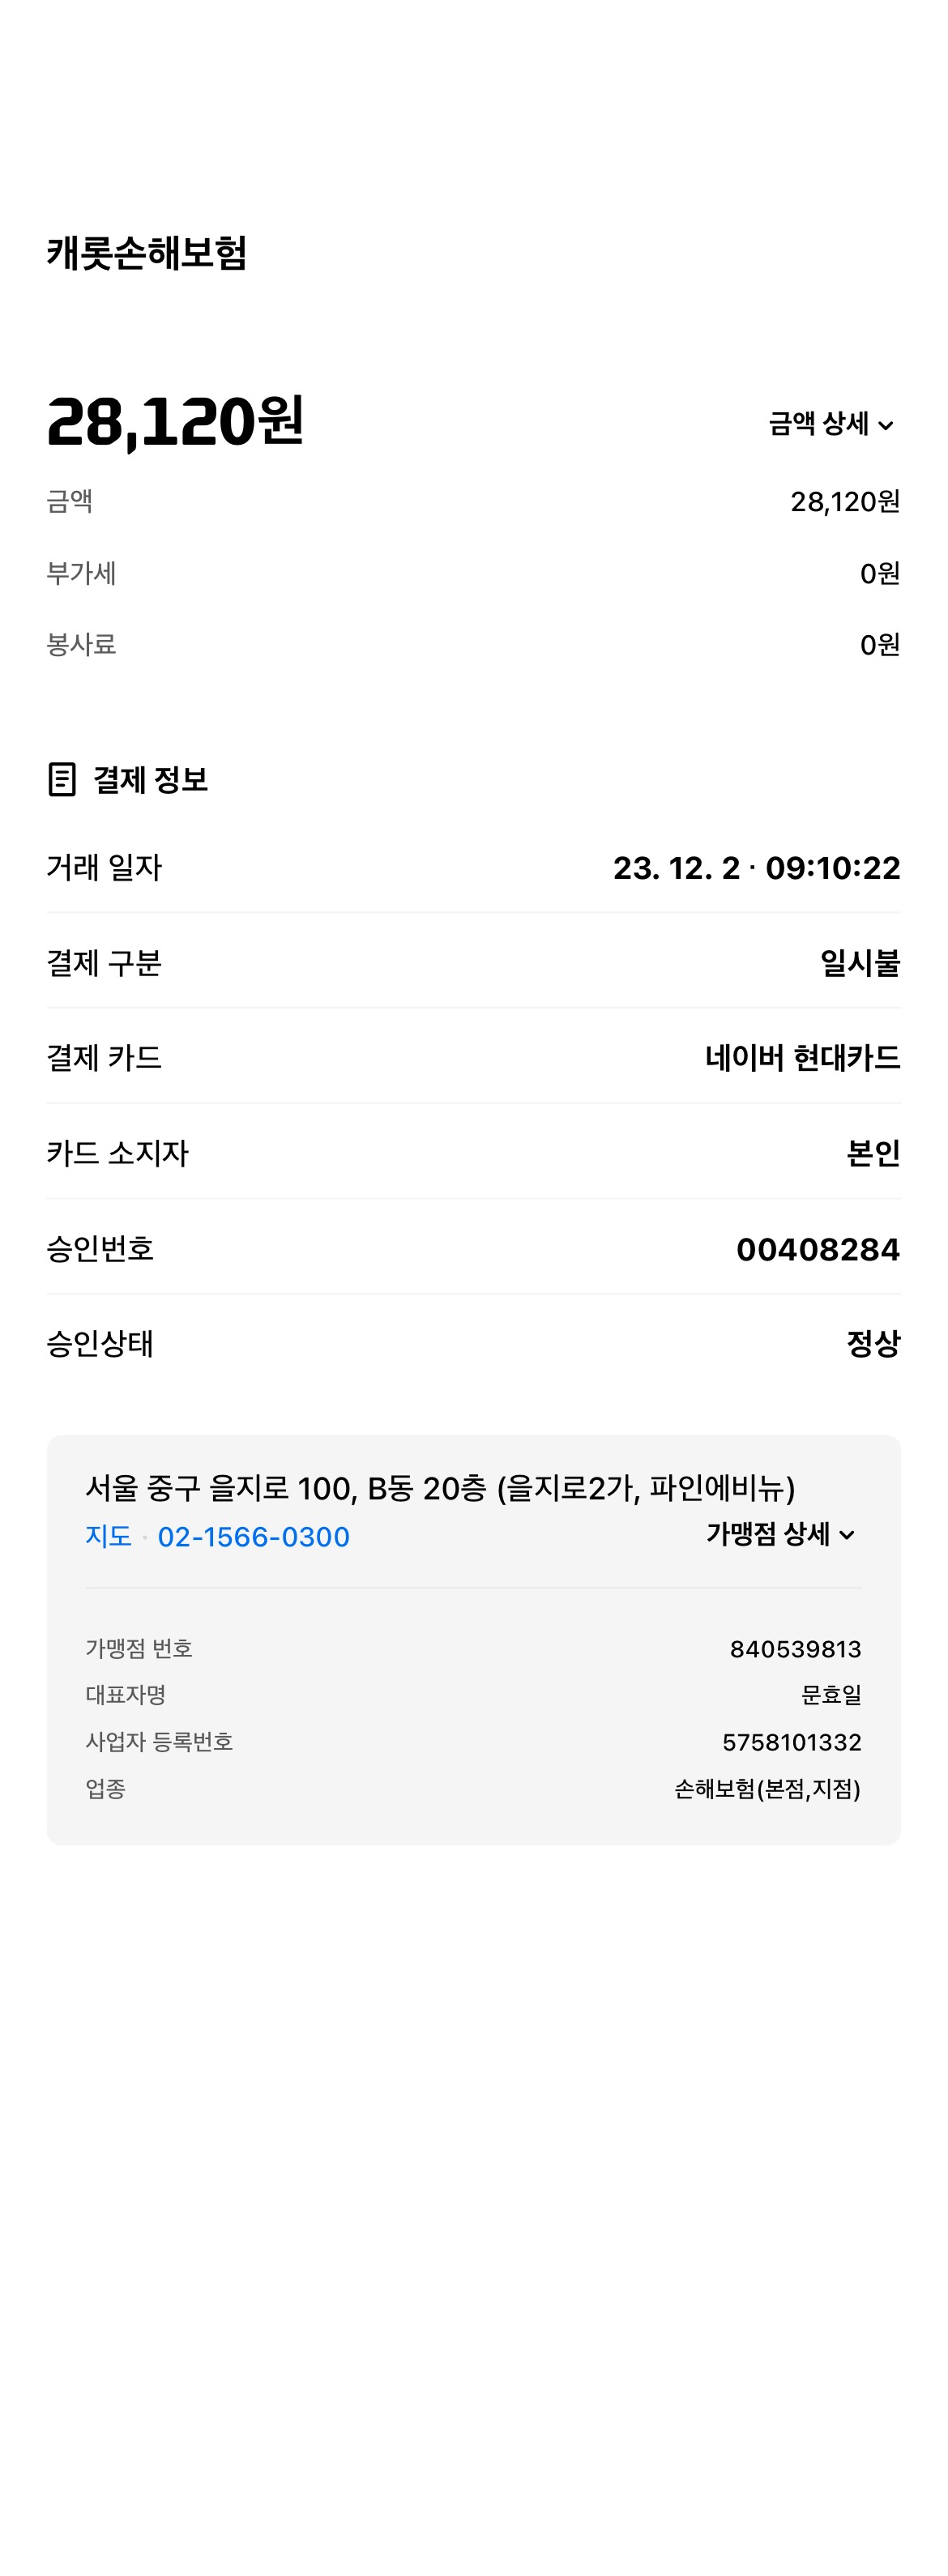 캐롯손해보험
28,120원 금액 상세
금액 28,120원
부가세 0원
봉사료 0원
결제 정보
거래 일자 23. 12. 2 · 09:10:22
결제 구분 일시불
결제 카드 네이버 현대카드
카드 소지자 본인
승인번호 00408284
승인상태 정상
서울 중구 을지로 100, B동 20층 (을지로2가, 파인에비뉴)
지도 · 02-1566-0300 가맹점 상세
가맹점 번호 840539813
대표자명 문효일
사업자 등록번호 5758101332
업종 손해보험(본점,지점)